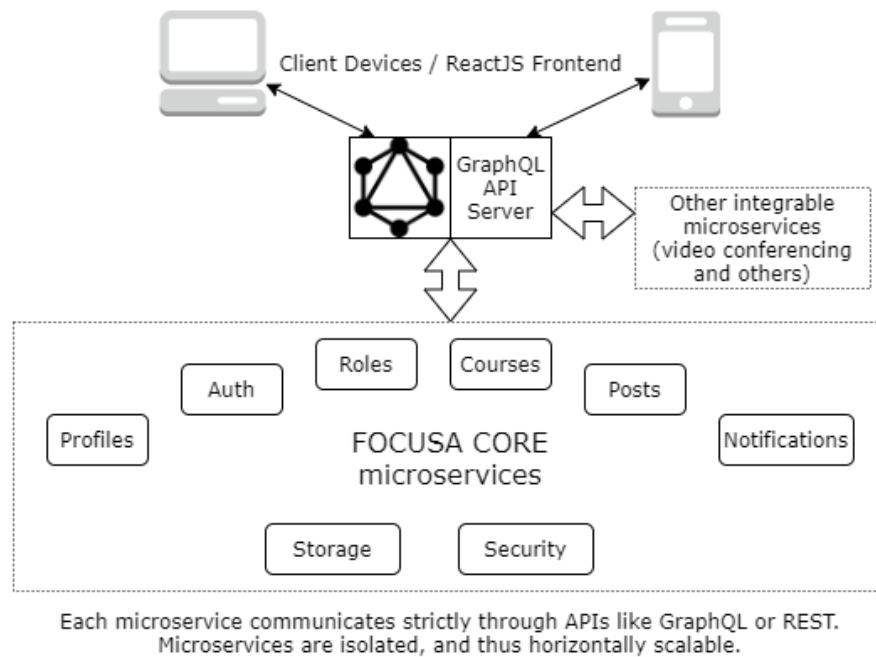 Client Devices / ReactJS Frontend
GraphQL
API
Server
Other integrable
microservices
(video conferencing
and others)
Roles
Courses
Auth
Posts
Profiles
Notifications
FOCUSA CORE
microservices
Storage
Security
Each microservice communicates strictly through APIs like GraphQL or REST.
Microservices are isolated, and thus horizontally scalable.